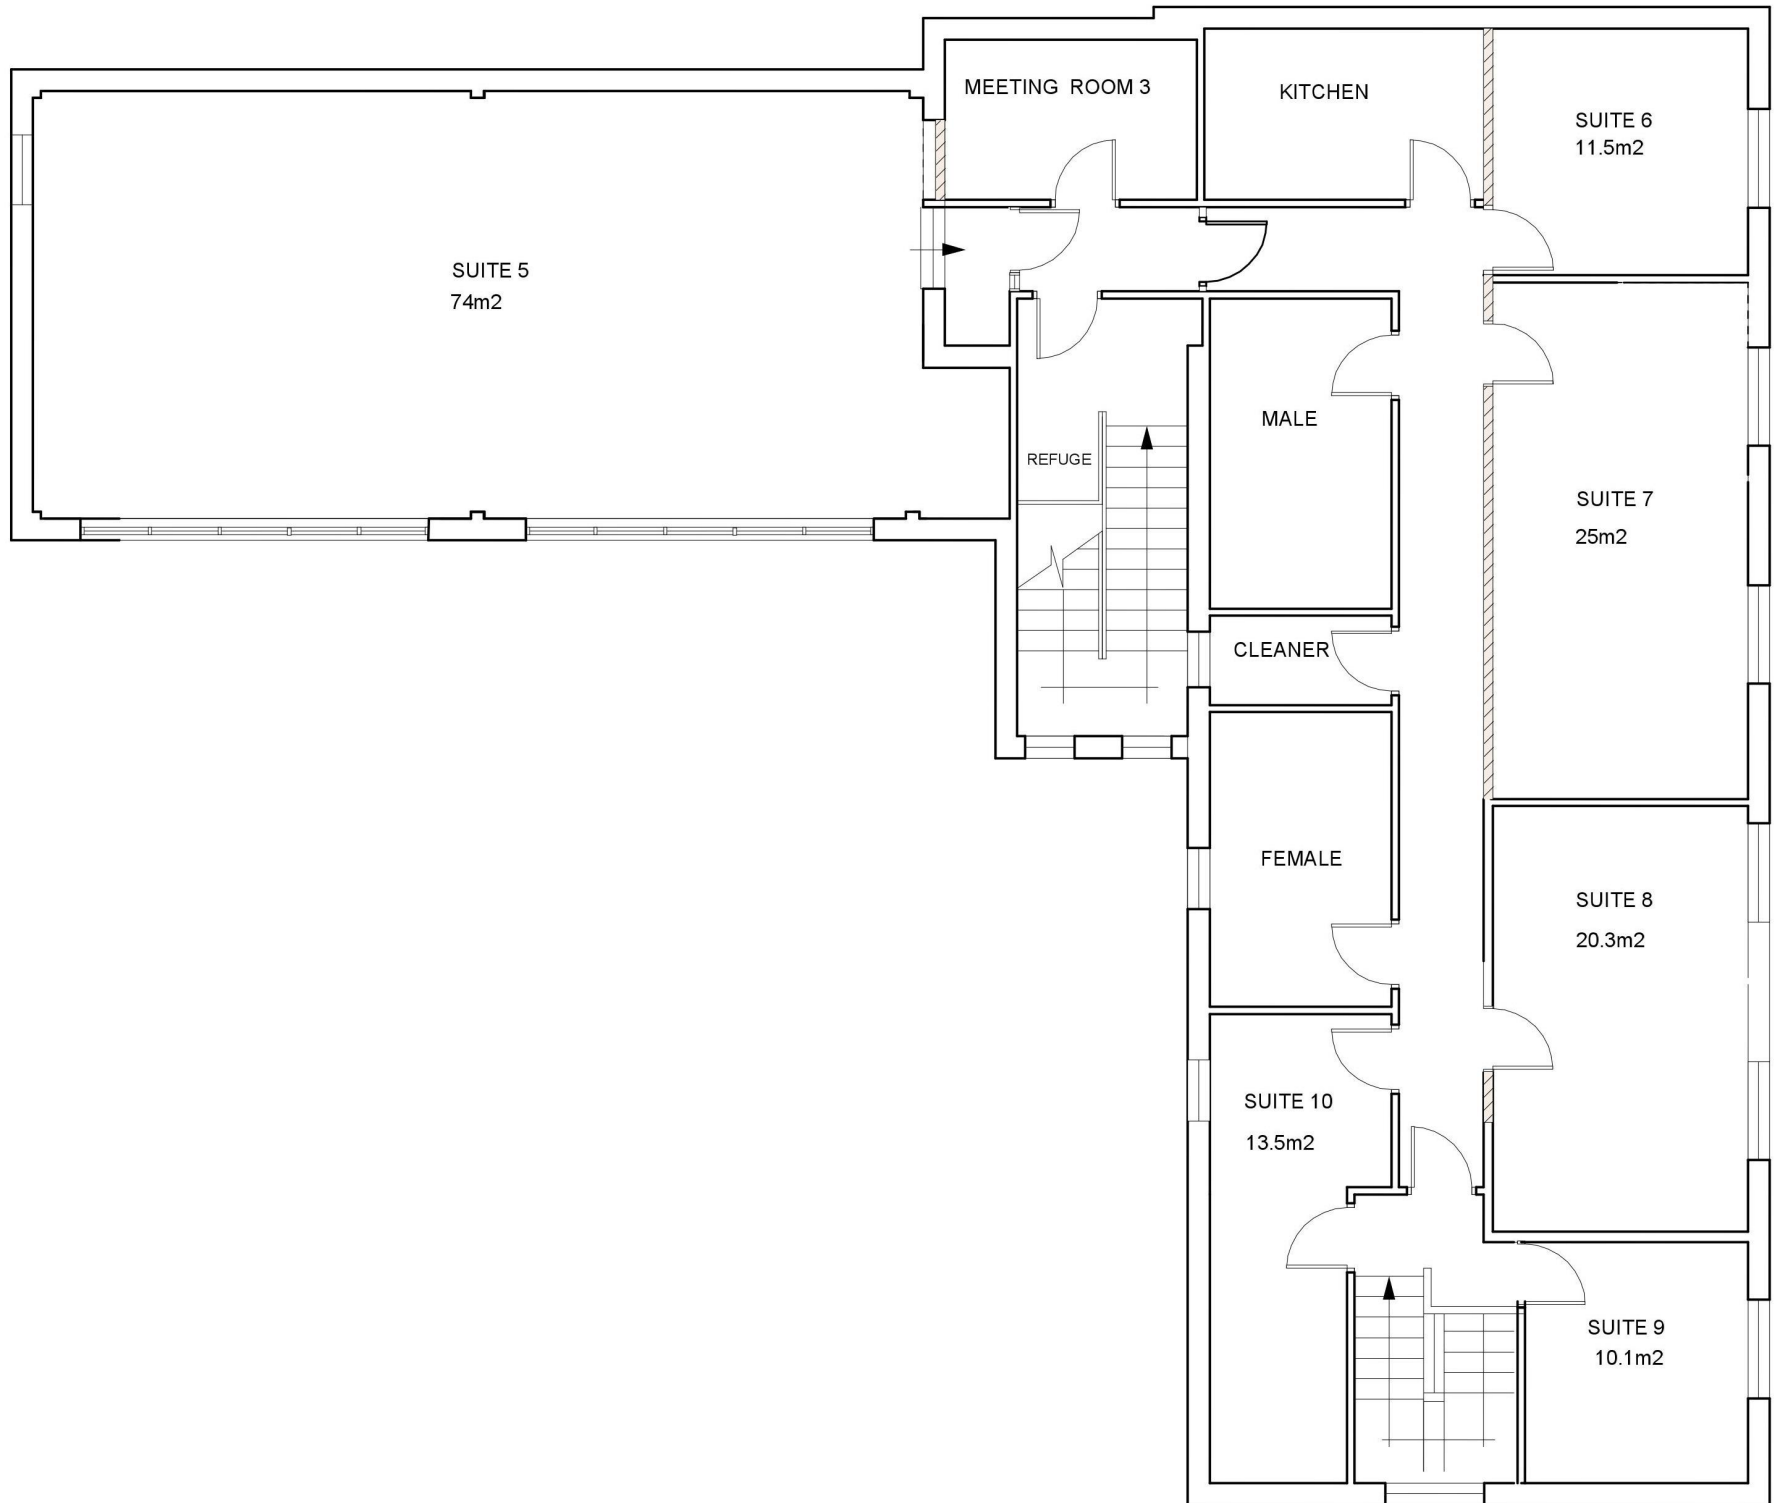 MEETING ROOM 3
KITCHEN
SUITE 6
11.5m2
SUITE 5
74m2
MALE
REFUGE
SUITE 7
25m2
CLEANER
FEMALE
SUITE 8
20.3m2
SUITE 10
13.5m2
SUITE 9
10.1m2